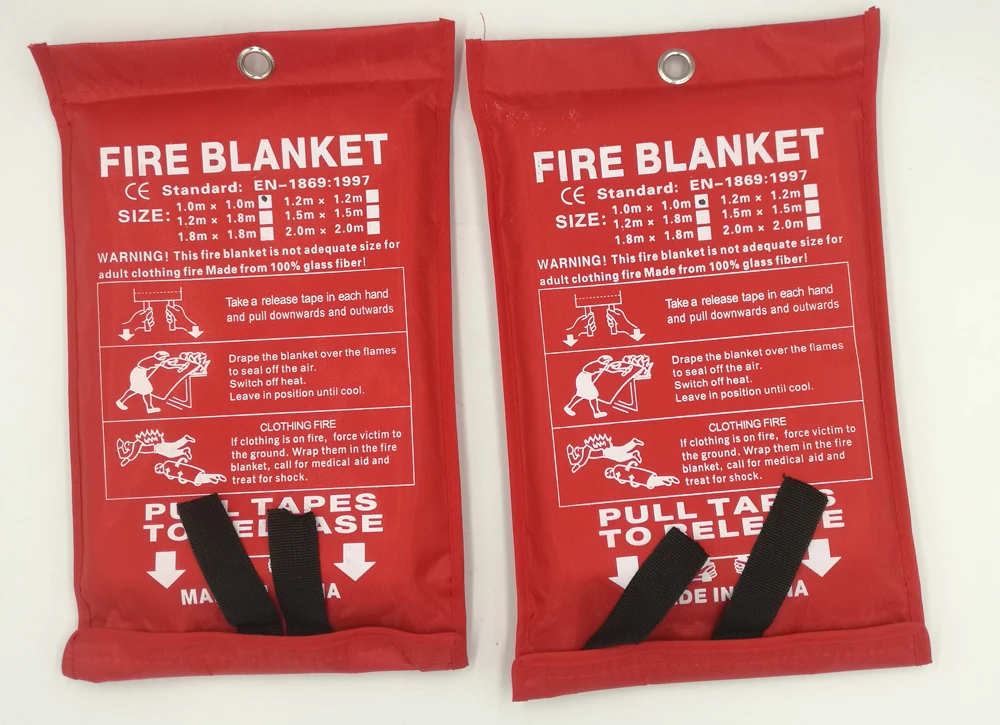 FIRE BLANKET
CE Standard: EN-1869:1997
SIZE: 1.0m × 1.0m 1.2m × 1.2m
1.2m × 1.8m 1.5m × 1.5m
1.8m × 1.8m 2.0m × 2.0m
WARNING! This fire blanket is not adequate size for
adult clothing fire Made from 100% glass fiber!
Take a release tape in each hand
and pull downwards and outwards
Drape the blanket over the flames
to seal off the air.
Switch off heat.
Leave in position until cool.
CLOTHING FIRE
If clothing is on fire, force victim to
the ground. Wrap them in the fire
blanket, call for medical aid and
treat for shock.
PULL TAPES
TO RELEASE
FIRE BLANKET
CE Standard: EN-1869:1997
SIZE: 1.0m × 1.0m 1.2m × 1.2m
1.2m × 1.8m 1.5m × 1.5m
1.8m × 1.8m 2.0m × 2.0m
WARNING! This fire blanket is not adequate size for
adult clothing fire Made from 100% glass fiber!
Take a release tape in each hand
and pull downwards and outwards
Drape the blanket over the flames
to seal off the air.
Switch off heat.
Leave in position until cool.
CLOTHING FIRE
If clothing is on fire, force victim to
the ground. Wrap them in the fire
blanket, call for medical aid and
treat for shock.
PULL TAPES
TO RELEASE